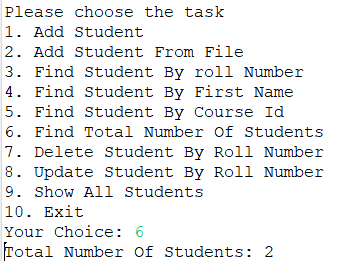 Please choose the task
1. Add Student
2. Add Student From File
3. Find Student By roll Number
4. Find Student By First Name
5. Find Student By Course Id
6. Find Total Number Of Students
7. Delete Student By Roll Number
8. Update Student By Roll Number
9. Show All Students
10. Exit
Your Choice: 6
Total Number Of Students: 2